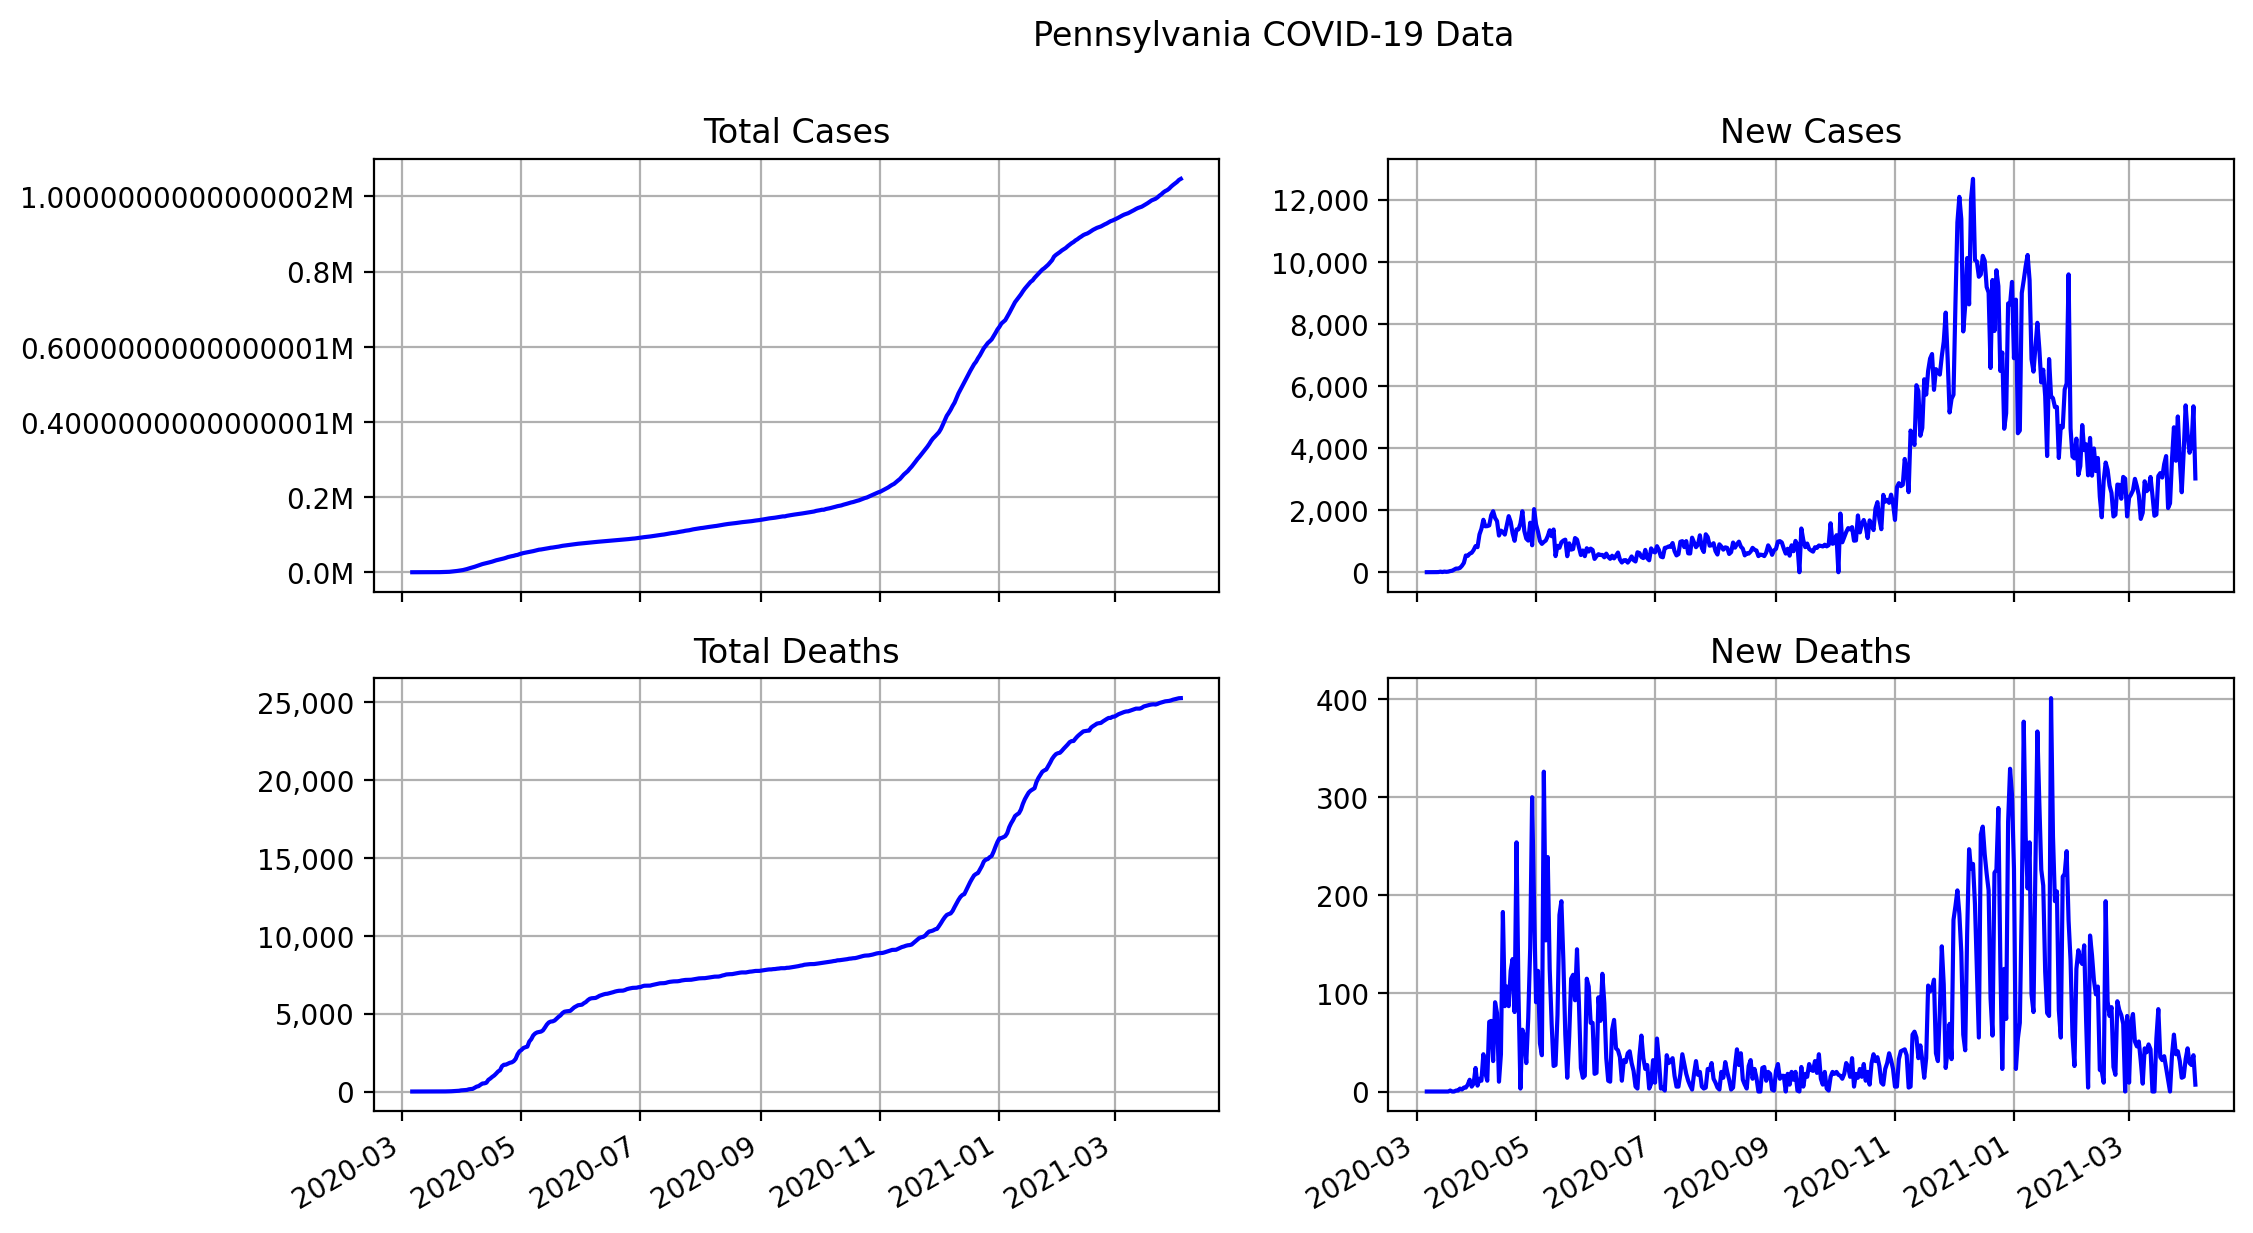 Pennsylvania COVID-19 Data
Total Cases
1.0000000000000002M
0.8M
0.6000000000000001M
0.4000000000000001M
0.2M
0.0M
New Cases
12,000
10,000
8,000
6,000
4,000
2,000
0
Total Deaths
25,000
20,000
15,000
10,000
5,000
0
2020-03
2020-05
2020-07
2020-09
2020-11
2021-01
2021-03
New Deaths
400
300
200
100
0
2020-03
2020-05
2020-07
2020-09
2020-11
2021-01
2021-03